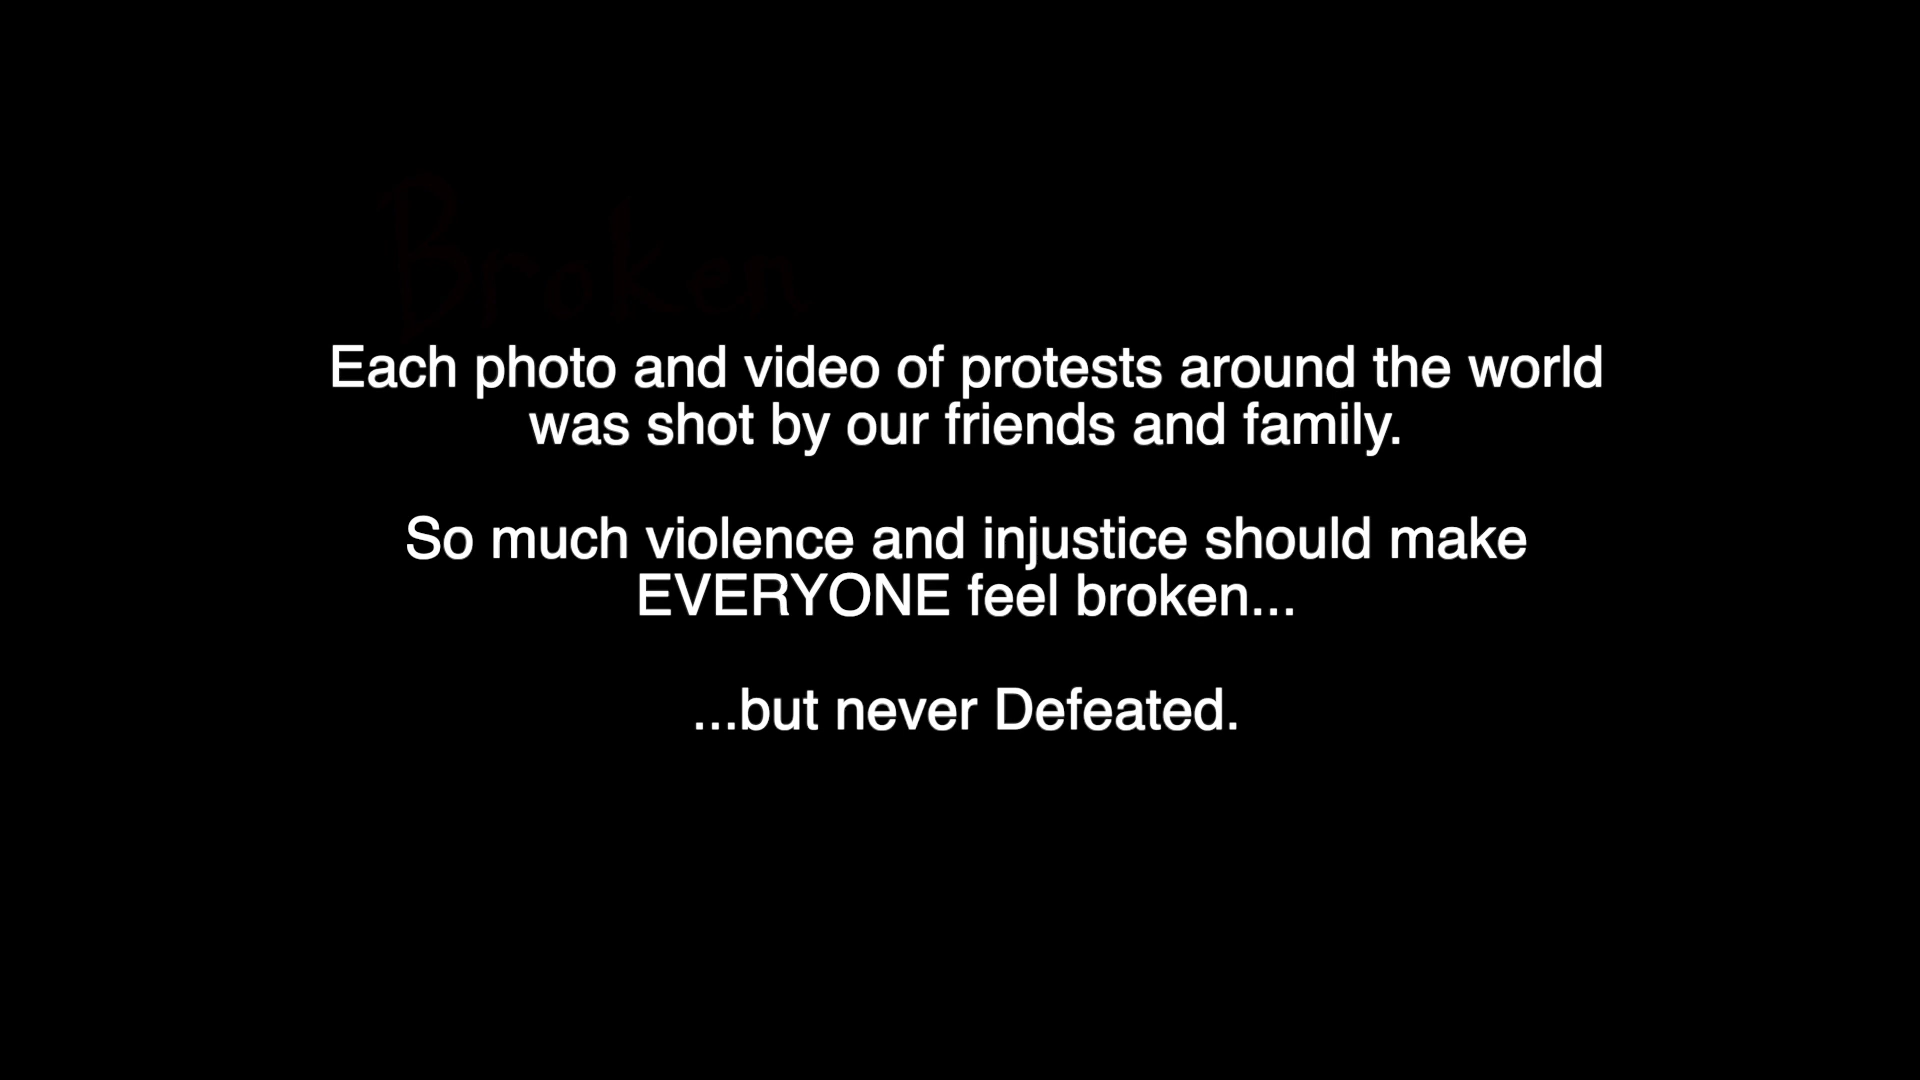 Broken
Each photo and video of protests around the world
was shot by our friends and family.
So much violence and injustice should make
EVERYONE feel broken...
...but never Defeated.